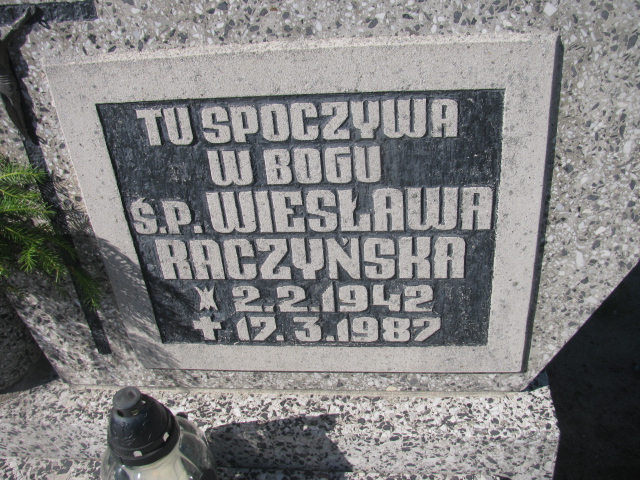 TU SPOCZYWA
W BOGU
Ś.P. WIESŁAWA
RACZYŃSKA
* 2.2.1942
✝ 17.3.1987